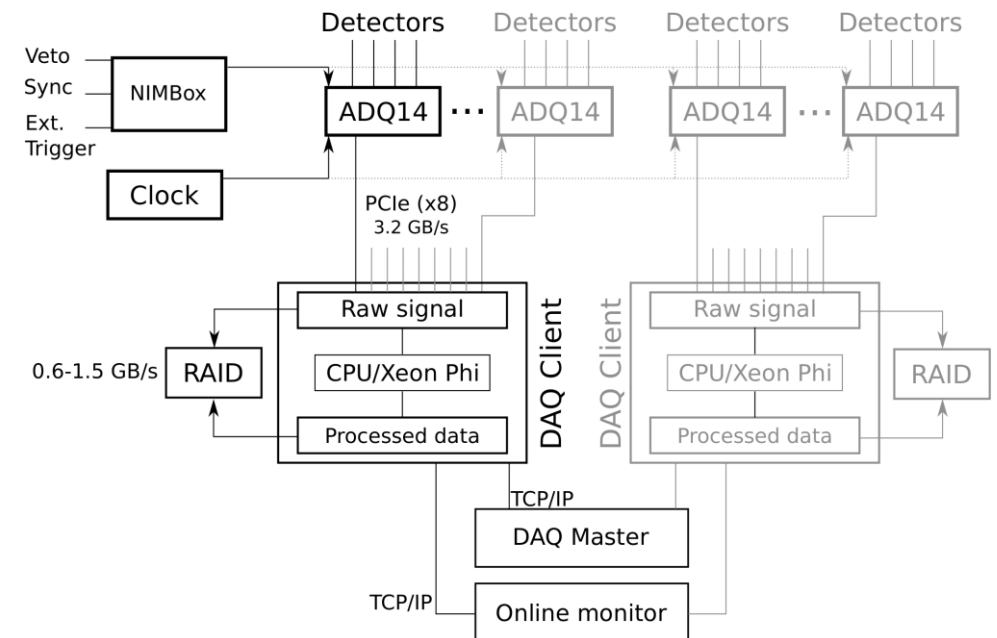 Detectors
Detectors
Detectors
Detectors
Veto
Sync
Ext.
Trigger
NIMBox
ADQ14
...
ADQ14
ADQ14
...
ADQ14
Clock
PCIe (x8)
3.2 GB/s
Raw signal
CPU/Xeon Phi
Processed data
DAQ Client
0.6-1.5 GB/s
RAID
DAQ Client
Raw signal
CPU/Xeon Phi
Processed data
RAID
TCP/IP
DAQ Master
TCP/IP
Online monitor